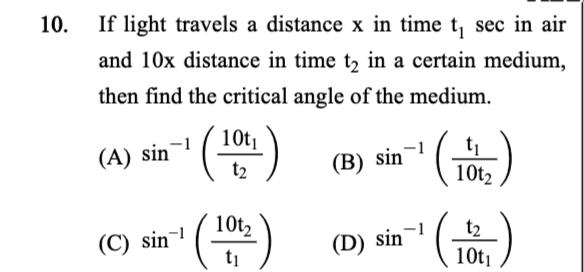 10. If light travels a distance x in time t₁ sec in air
and 10x distance in time t₂ in a certain medium,
then find the critical angle of the medium.
(A) sin⁻¹ (10t₁/t₂) (B) sin⁻¹ (t₁/10t₂)
(C) sin⁻¹ (10t₂/t₁) (D) sin⁻¹ (t₂/10t₁)